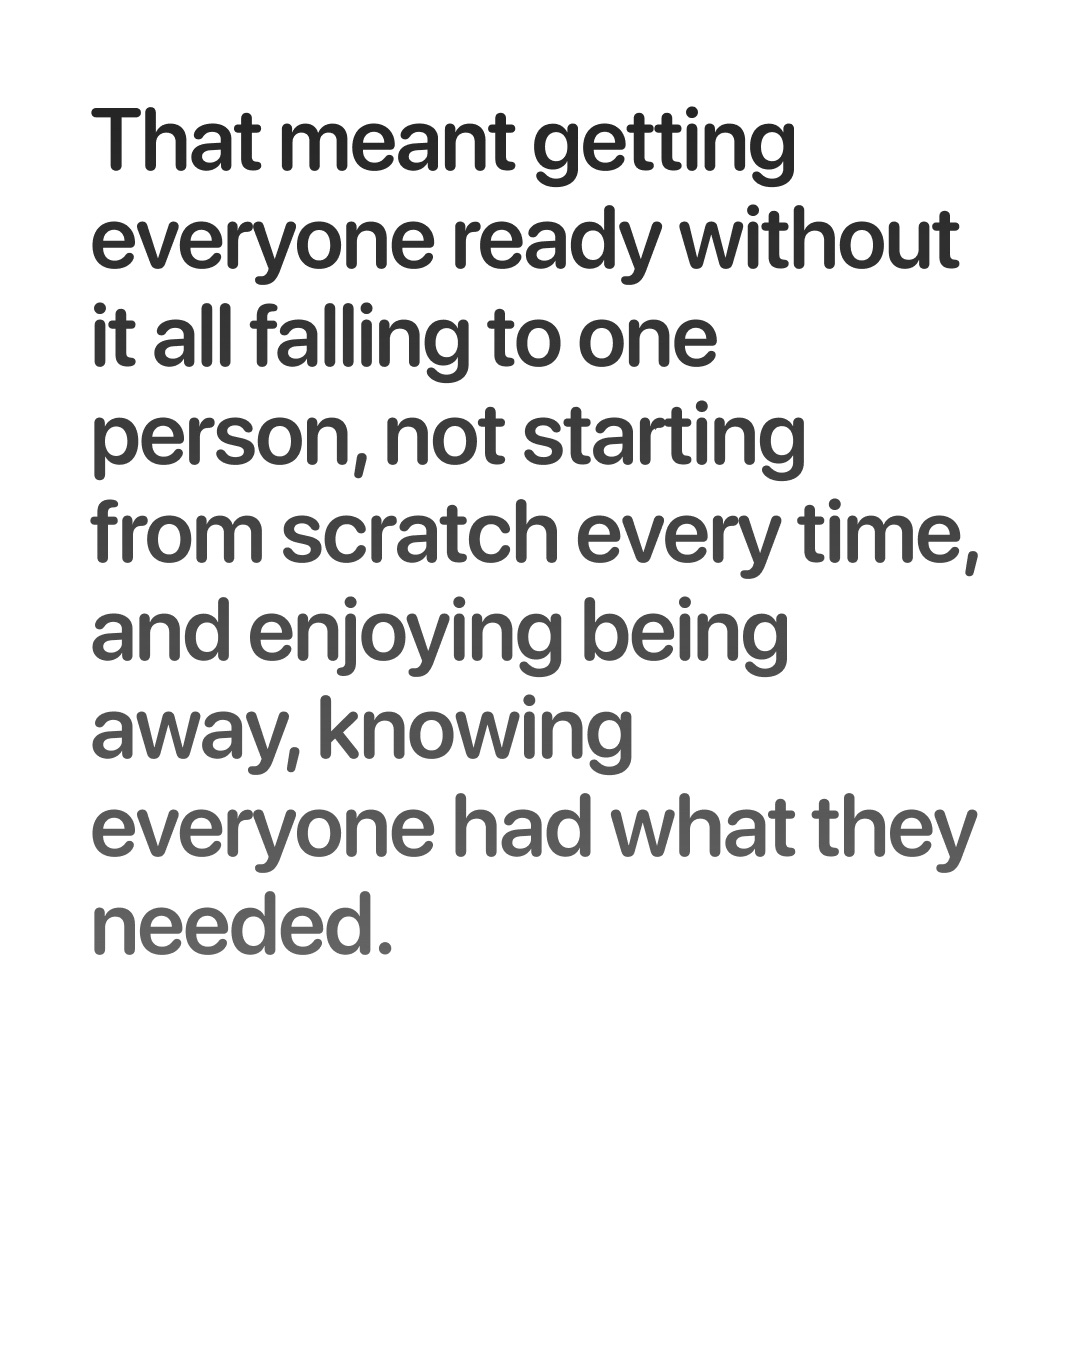 That meant getting
everyone ready without
it all falling to one
person, not starting
from scratch every time,
and enjoying being
away, knowing
everyone had what they
needed.